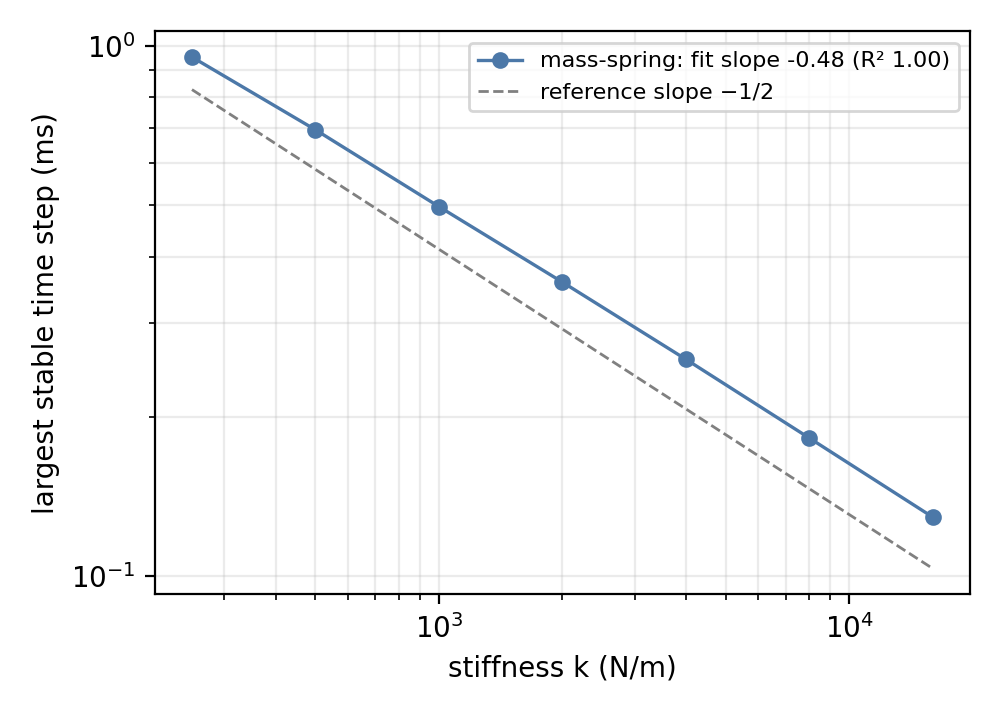 10⁰
mass-spring: fit slope -0.48 (R² 1.00)
reference slope −1/2
largest stable time step (ms)
10⁻¹
10³
10⁴
stiffness k (N/m)